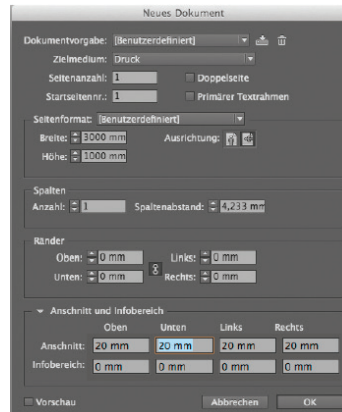 Neues Dokument
Dokumentvorgabe: [Benutzerdefiniert]
Zielmedium: Druck
Seitenanzahl: 1 Doppelseite
Startseitennr.: 1 Primärer Textrahmen
Seitenformat: [Benutzerdefiniert]
Breite: 3000 mm Ausrichtung:
Höhe: 1000 mm
Spalten
Anzahl: 1 Spaltenabstand: 4,233 mm
Ränder
Oben: 0 mm Links: 0 mm
Unten: 0 mm Rechts: 0 mm
Anschnitt und Infobereich
Oben Unten Links Rechts
Anschnitt: 20 mm 20 mm 20 mm 20 mm
Infobereich: 0 mm 0 mm 0 mm 0 mm
Vorschau Abbrechen OK